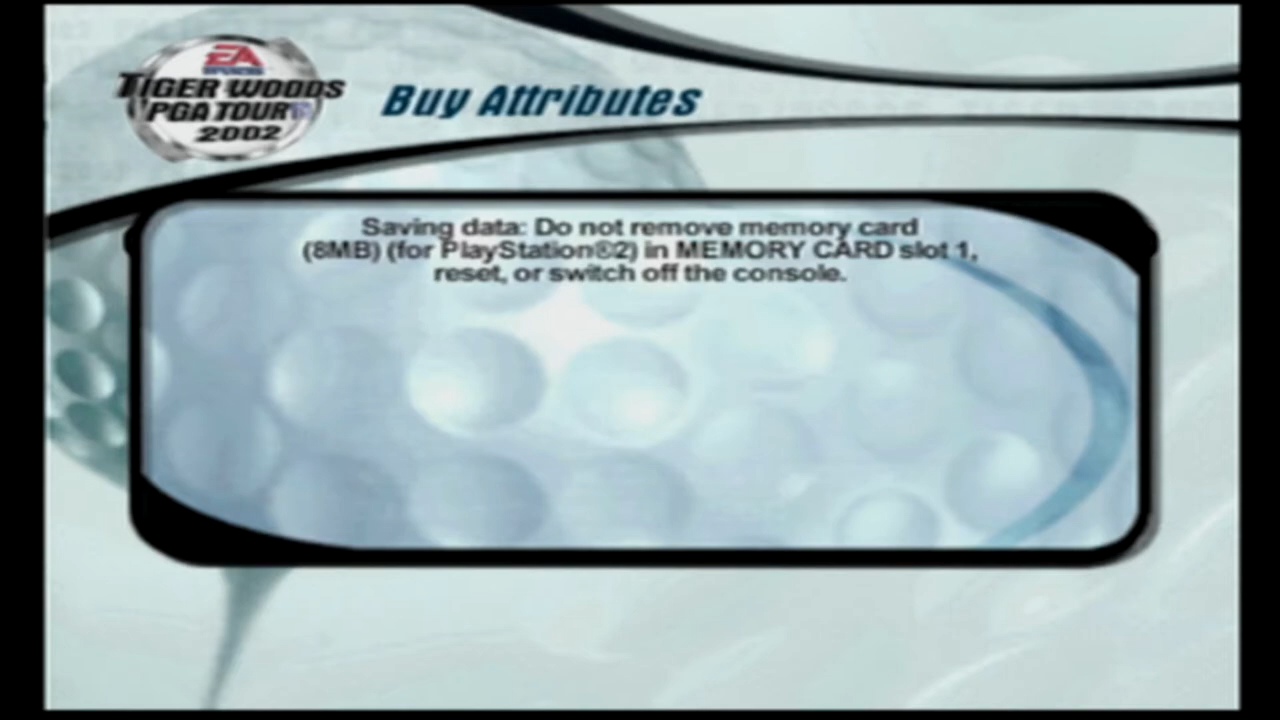 EA
SPORTS
TIGER WOODS
PGA TOUR
2002
Buy Attributes
Saving data: Do not remove memory card
(8MB) (for PlayStation®2) in MEMORY CARD slot 1,
reset, or switch off the console.